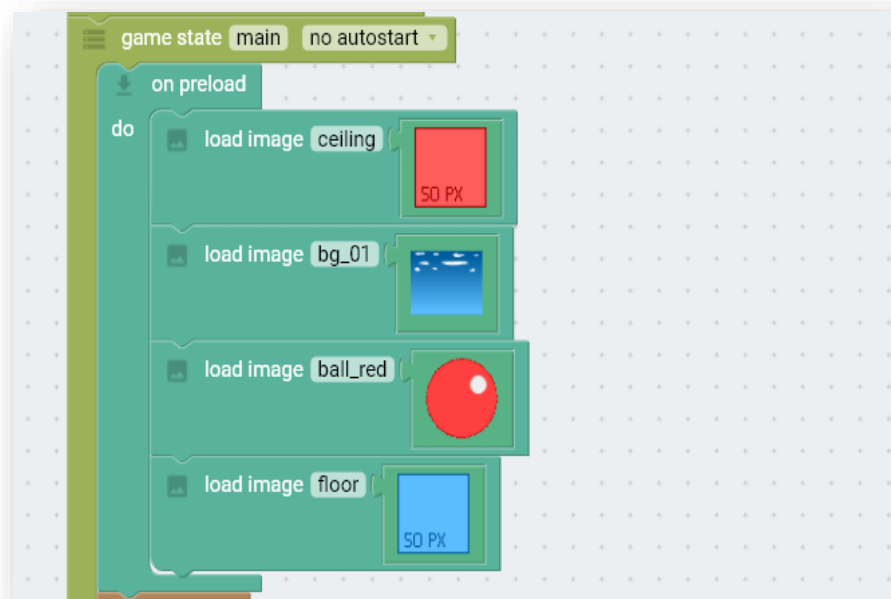 game state main no autostart
on preload
do load image ceiling
50 PX
load image bg_01
load image ball_red
load image floor
50 PX